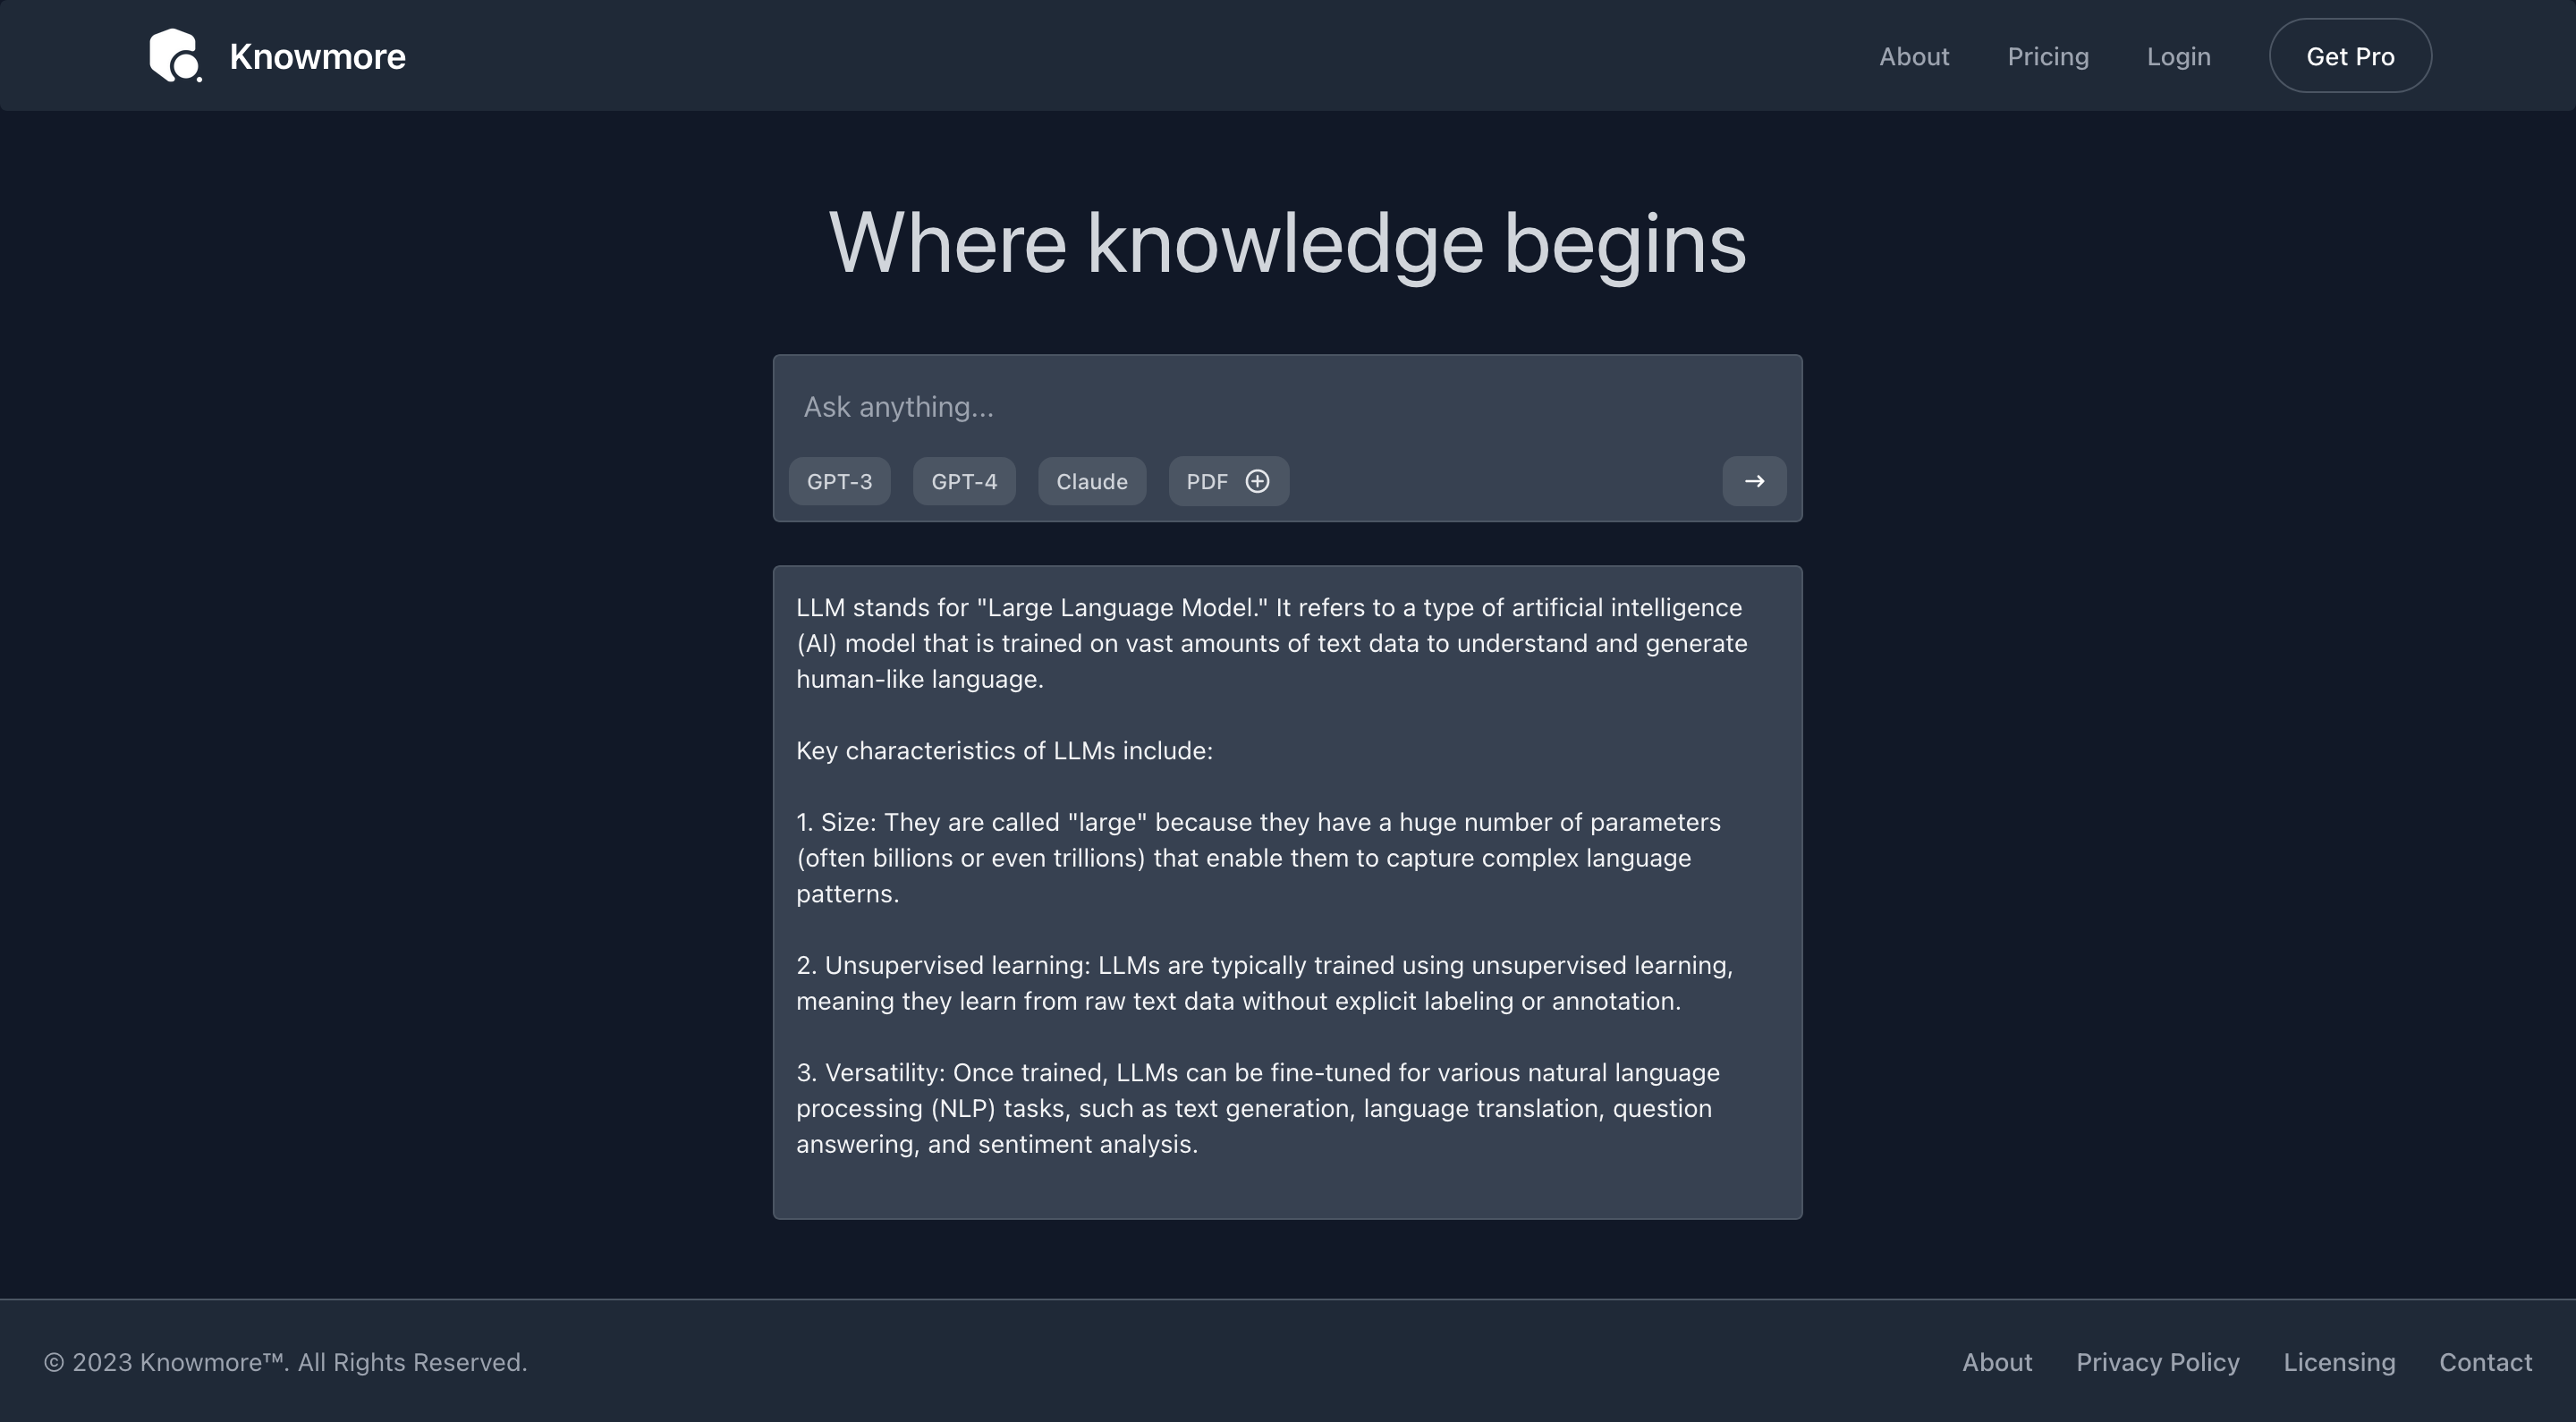 Knowmore
About Pricing Login Get Pro
Where knowledge begins
Ask anything...
GPT-3 GPT-4 Claude PDF
LLM stands for "Large Language Model." It refers to a type of artificial intelligence
(AI) model that is trained on vast amounts of text data to understand and generate
human-like language.
Key characteristics of LLMs include:
1. Size: They are called "large" because they have a huge number of parameters
(often billions or even trillions) that enable them to capture complex language
patterns.
2. Unsupervised learning: LLMs are typically trained using unsupervised learning,
meaning they learn from raw text data without explicit labeling or annotation.
3. Versatility: Once trained, LLMs can be fine-tuned for various natural language
processing (NLP) tasks, such as text generation, language translation, question
answering, and sentiment analysis.
© 2023 Knowmore™. All Rights Reserved.
About Privacy Policy Licensing Contact